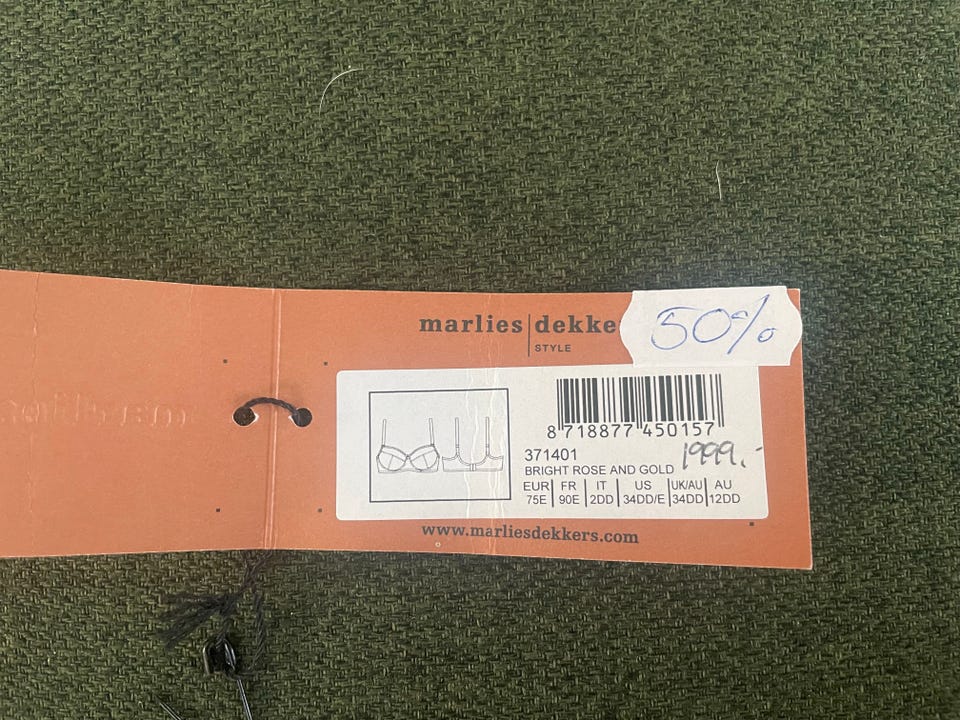 marlies dekke
STYLE
50%
8 718877 450157
371401
1999.-
BRIGHT ROSE AND GOLD
EUR FR IT US UK/AU AU
75E 90E 2DD 34DD/E 34DD 12DD
www.marliesdekkers.com